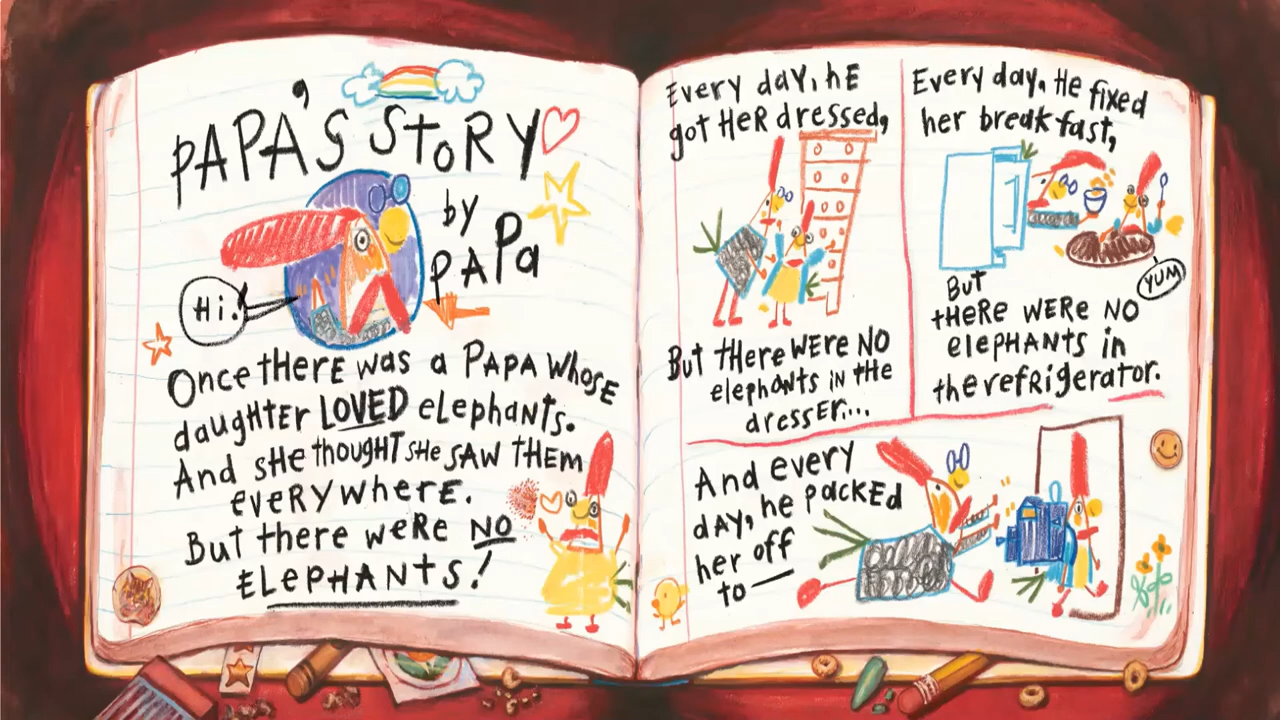 PAPA'S STORY
by
PAPA
Hi!
Once there was a PAPA whose
daughter LOVED elephants.
And she thought she saw them
everywhere.
But there were NO
ELEPHANTS!
Every day, he
got her dressed,
But there were no
elephants in the
dresser...
Every day, he fixed
her breakfast,
YUM
But
there were no
elephants in
the refrigerator.
And every
day, he packed
her off
to —